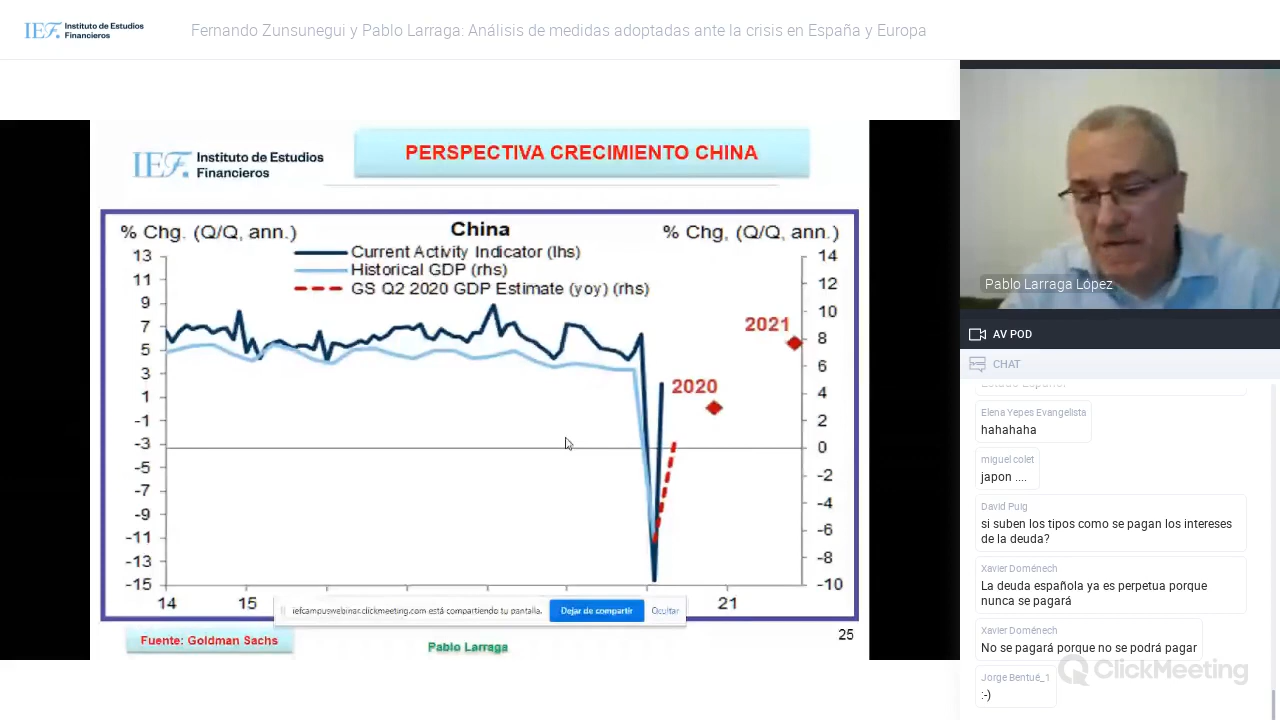 IEF. Instituto de Estudios
Financieros
Fernando Zunsunegui y Pablo Larraga: Análisis de medidas adoptadas ante la crisis en España y Europa
IEF. Instituto de Estudios
Financieros
PERSPECTIVA CRECIMIENTO CHINA
% Chg. (Q/Q, ann.)
China
% Chg, (Q/Q, ann.)
Current Activity Indicator (lhs)
Historical GDP (rhs)
GS Q2 2020 GDP Estimate (yoy) (rhs)
13
11
9
7
5
3
1
-1
-3
-5
-7
-9
-11
-13
-15
14
12
10
8
6
4
2
0
-2
-4
-6
-8
-10
2021
2020
14
15
21
iefcampuswebinar.clickmeeting.com está compartiendo tu pantalla.
Dejar de compartir
Ocultar
25
Fuente: Goldman Sachs
Pablo Larraga
Pablo Larraga López
AV POD
CHAT
Estado Español
Elena Yepes Evangelista
hahahaha
miguel colet
japon ....
David Puig
si suben los tipos como se pagan los intereses
de la deuda?
Xavier Doménech
La deuda española ya es perpetua porque
nunca se pagará
Xavier Doménech
No se pagará porque no se podrá pagar
ClickMeeting
Jorge Bentué_1
:-)